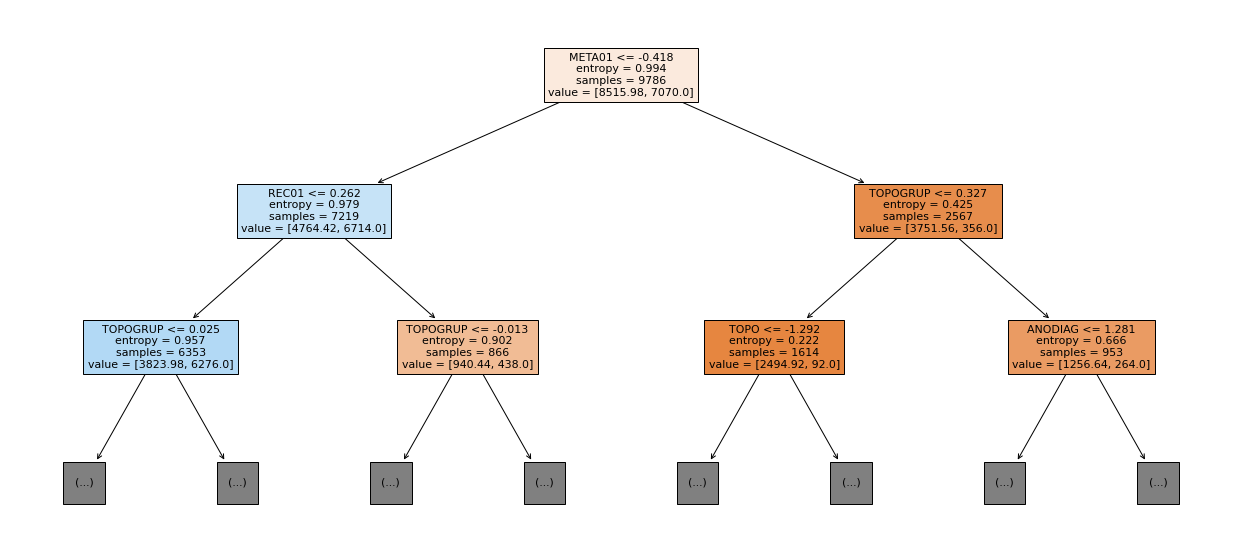 META01 <= -0.418
entropy = 0.994
samples = 9786
value = [8515.98, 7070.0]
REC01 <= 0.262
entropy = 0.979
samples = 7219
value = [4764.42, 6714.0]
TOPOGRUP <= 0.327
entropy = 0.425
samples = 2567
value = [3751.56, 356.0]
TOPOGRUP <= 0.025
entropy = 0.957
samples = 6353
value = [3823.98, 6276.0]
TOPOGRUP <= -0.013
entropy = 0.902
samples = 866
value = [940.44, 438.0]
TOPO <= -1.292
entropy = 0.222
samples = 1614
value = [2494.92, 92.0]
ANODIAG <= 1.281
entropy = 0.666
samples = 953
value = [1256.64, 264.0]
(...)
(...)
(...)
(...)
(...)
(...)
(...)
(...)